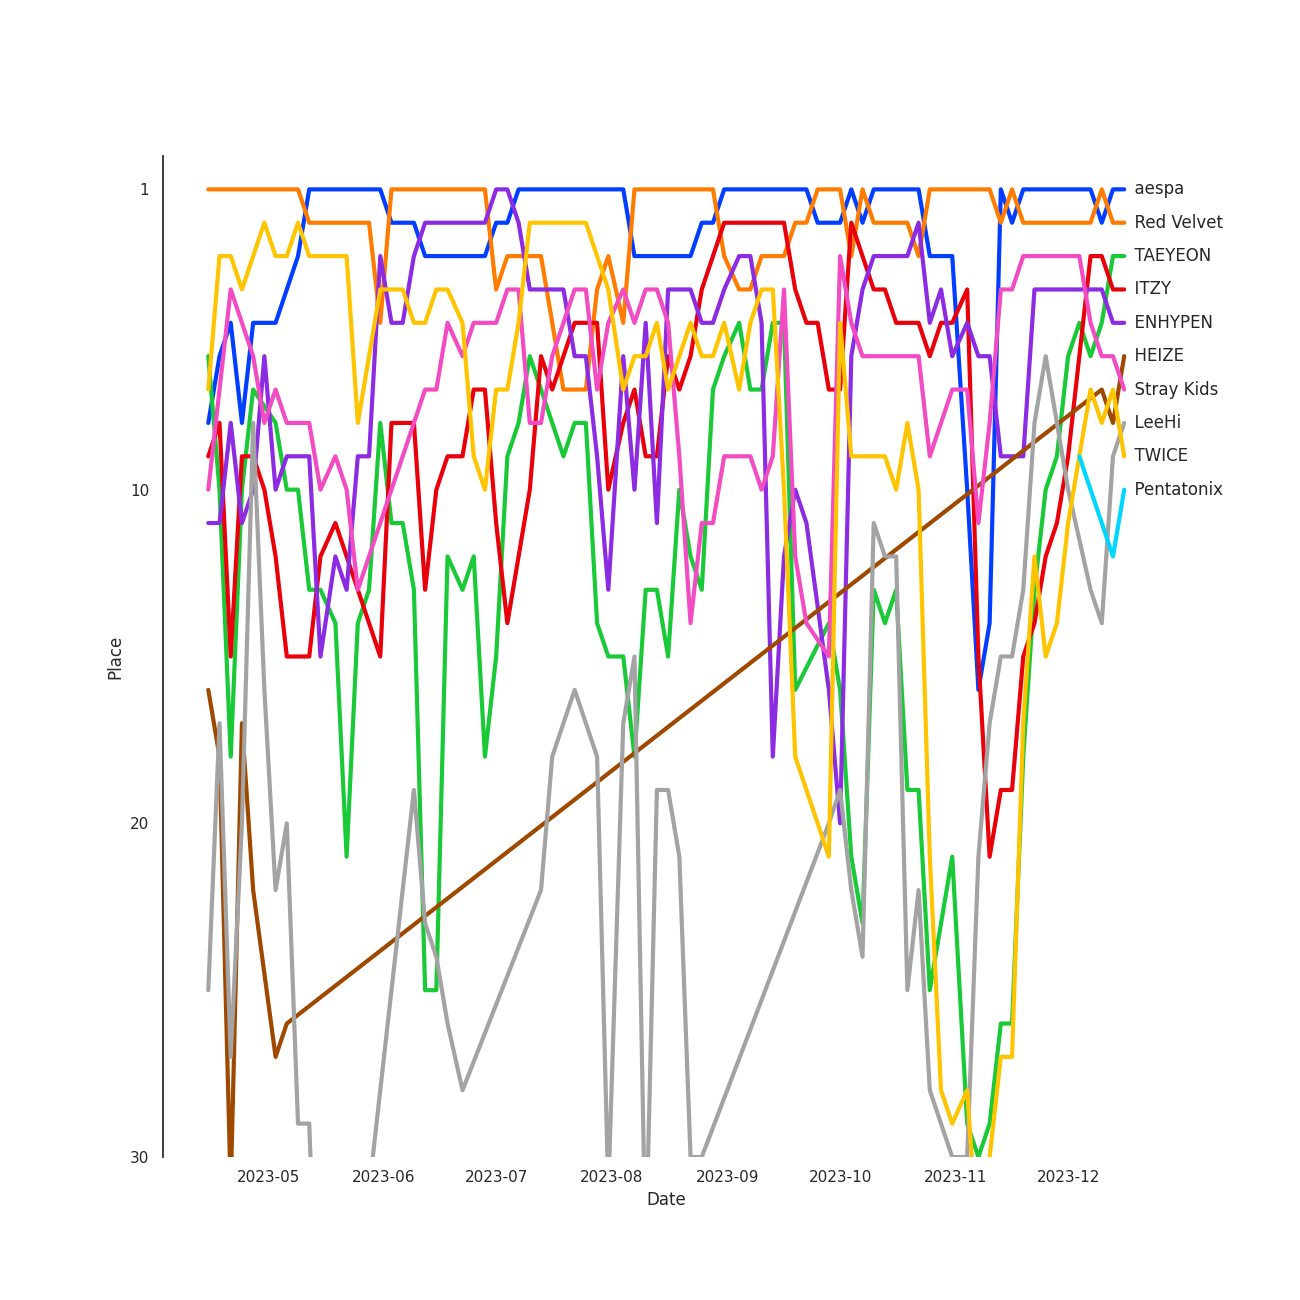 1
10
20
30
Place
2023-05
2023-06
2023-07
2023-08
2023-09
2023-10
2023-11
2023-12
Date
aespa
Red Velvet
TAEYEON
ITZY
ENHYPEN
HEIZE
Stray Kids
LeeHi
TWICE
Pentatonix